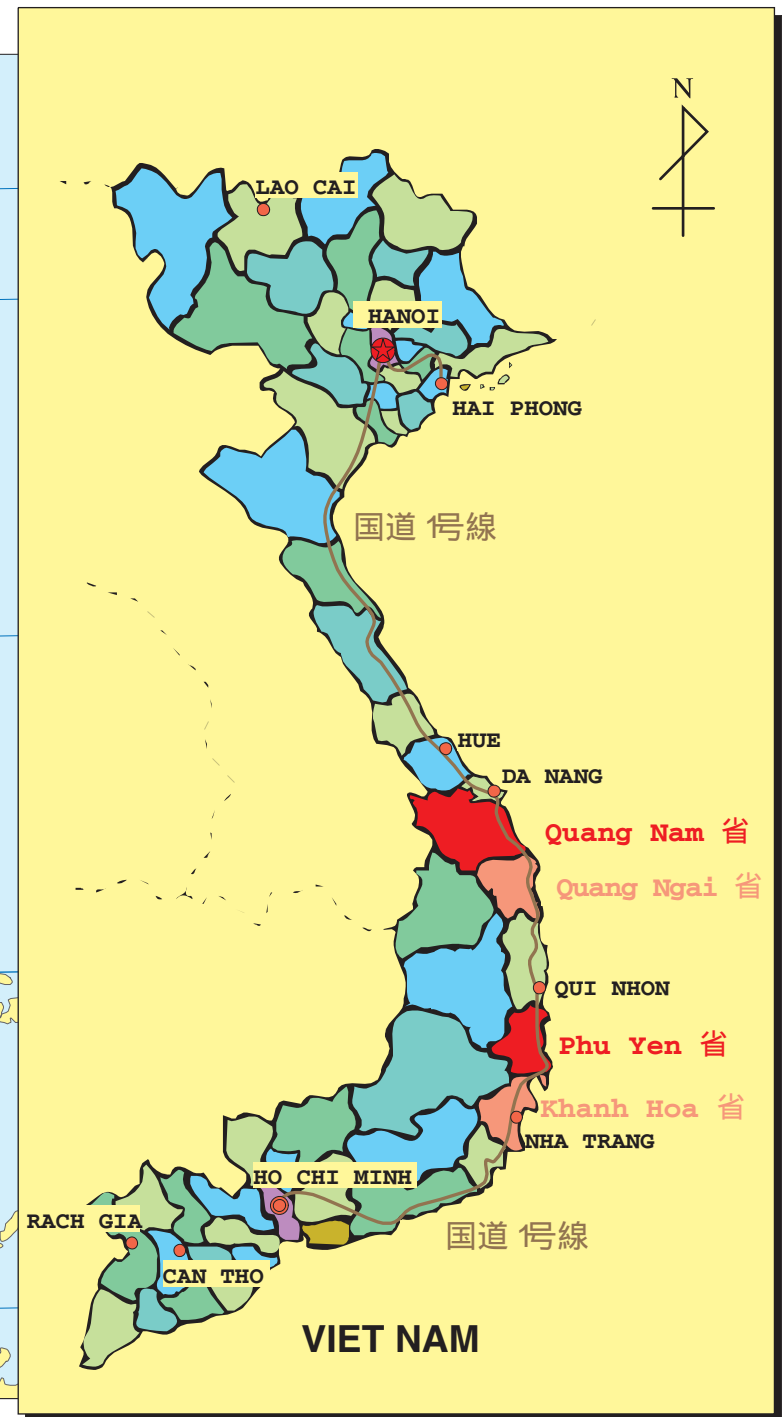 N
LAO CAI
HANOI
HAI PHONG
国道1号線
HUE
DA NANG
Quang Nam 省
Quang Ngai 省
QUI NHON
Phu Yen 省
Khanh Hoa 省
NHA TRANG
HO CHI MINH
RACH GIA
国道1号線
CAN THO
VIET NAM